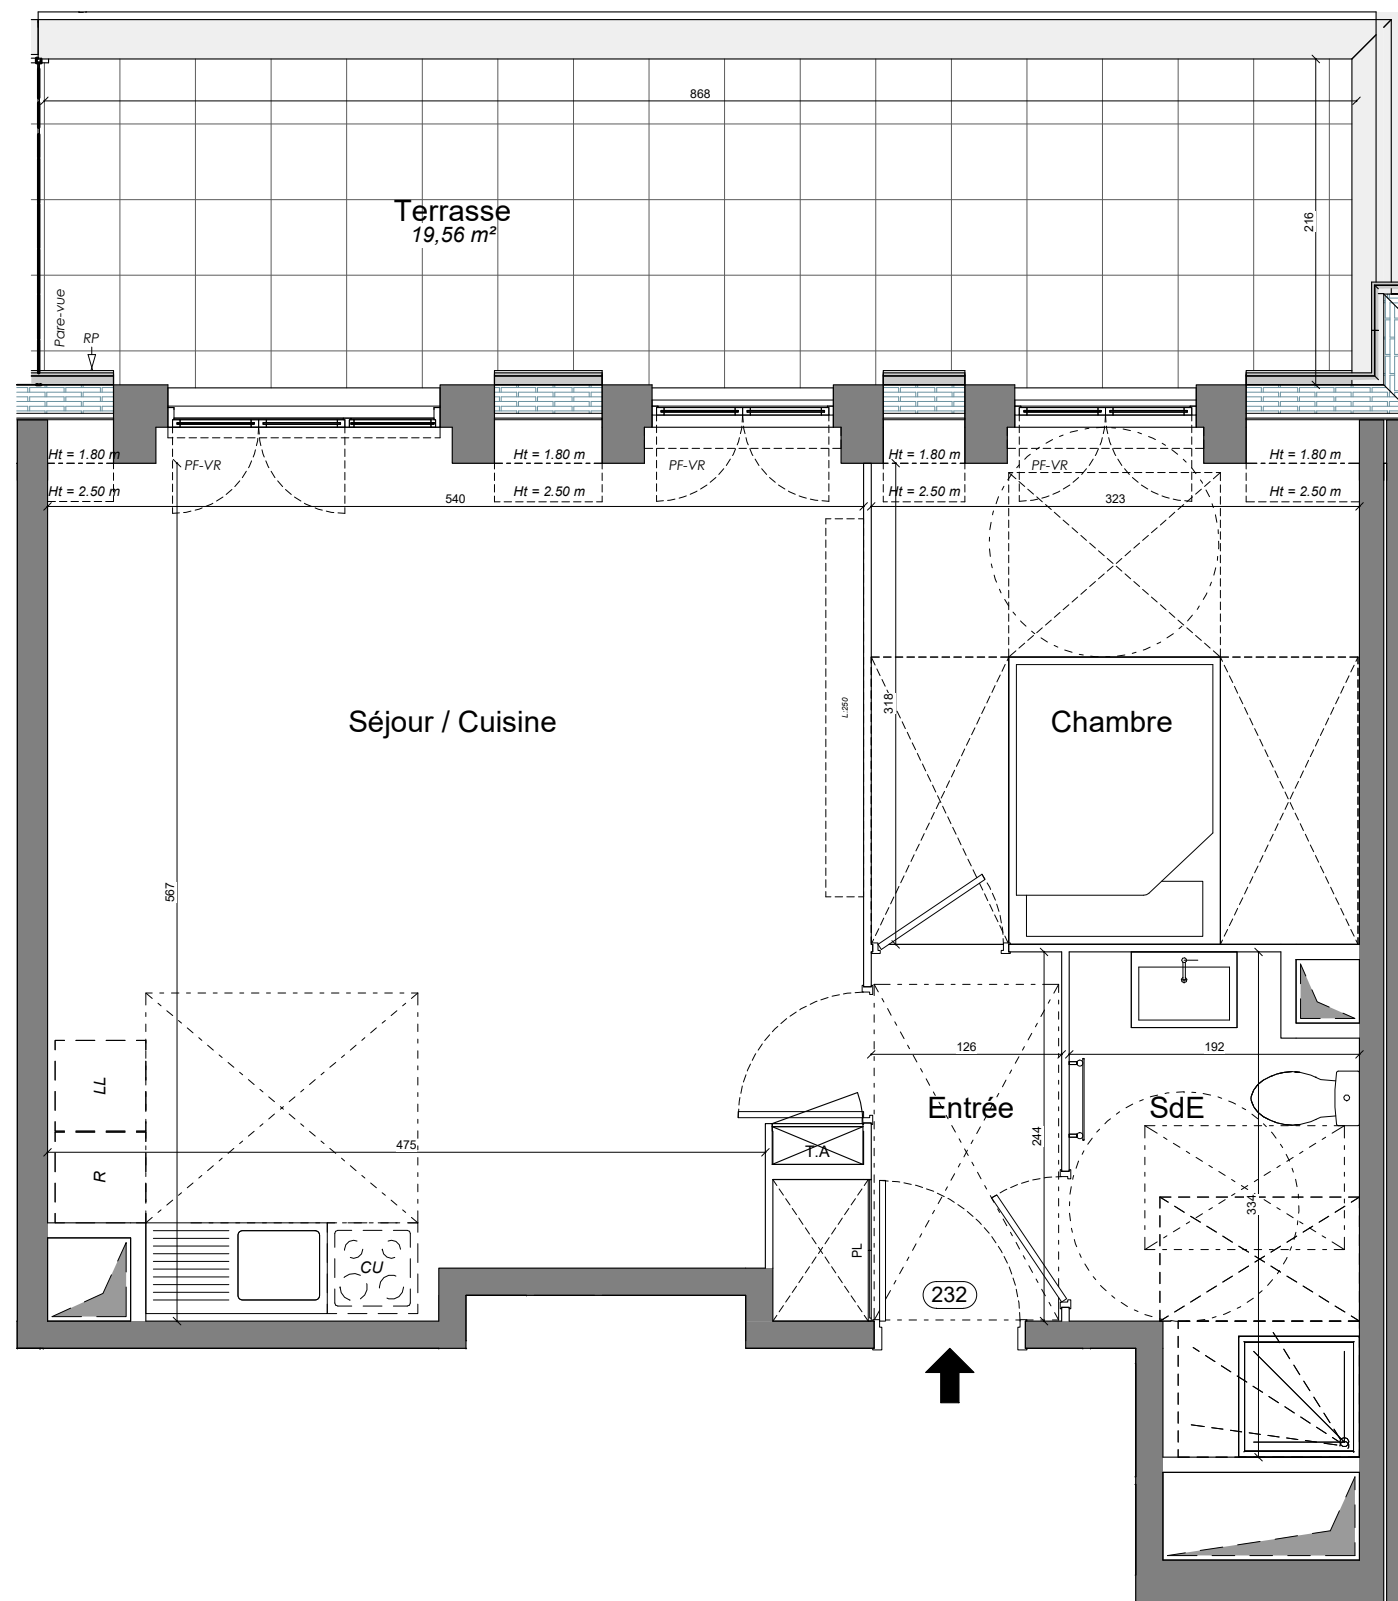 868
Terrasse
19,56 m²
216
Pare-vue
RP
Ht = 1.80 m
PF-VR
Ht = 1.80 m
PF-VR
Ht = 1.80 m
PF-VR
Ht = 1.80 m
Ht = 2.50 m
540
Ht = 2.50 m
Ht = 2.50 m
323
Ht = 2.50 m
L:250
318
Séjour / Cuisine
Chambre
567
126
192
LL
Entrée
SdE
244
475
T.A
R
334
PL
CU
232